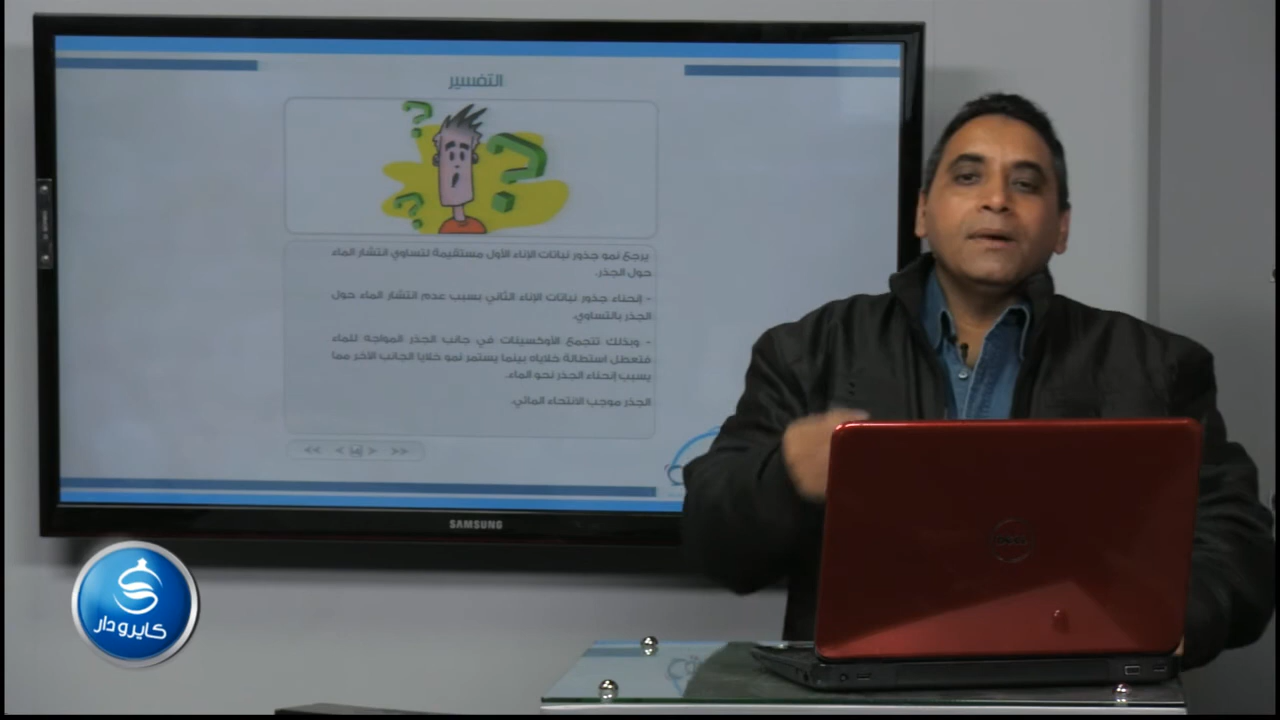 التفسير
يرجع نمو جذور نباتات الإناء الأول مستقيمة لتساوي انتشار الماء
حول الجذر.
- إنحناء جذور نباتات الإناء الثاني بسبب عدم انتشار الماء حول
الجذر بالتساوي.
- وبذلك تتجمع الأوكسينات في جانب الجذر المواجه للماء
فتعطل استطالة خلاياه بينما يستمر نمو خلايا الجانب الآخر مما
يسبب إنحناء الجذر نحو الماء.
الجذر موجب الانتحاء المائي.
SAMSUNG
DELL
كايرو دار